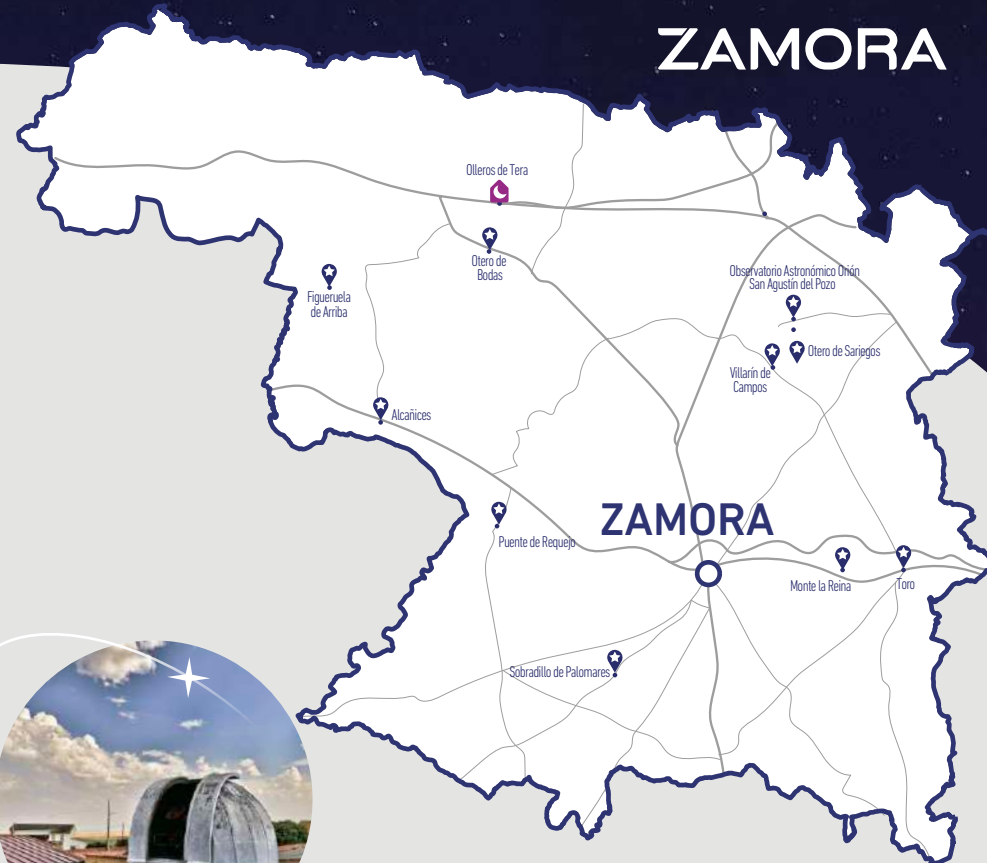 ZAMORA
Olleros de Tera
Otero de
Bodas
Observatorio Astronómico Orión
San Agustín del Pozo
Figueruela
de Arriba
Otero de Sariegos
Villarín de
Campos
Alcañices
ZAMORA
Puente de Requejo
Monte la Reina
Toro
Sobradillo de Palomares